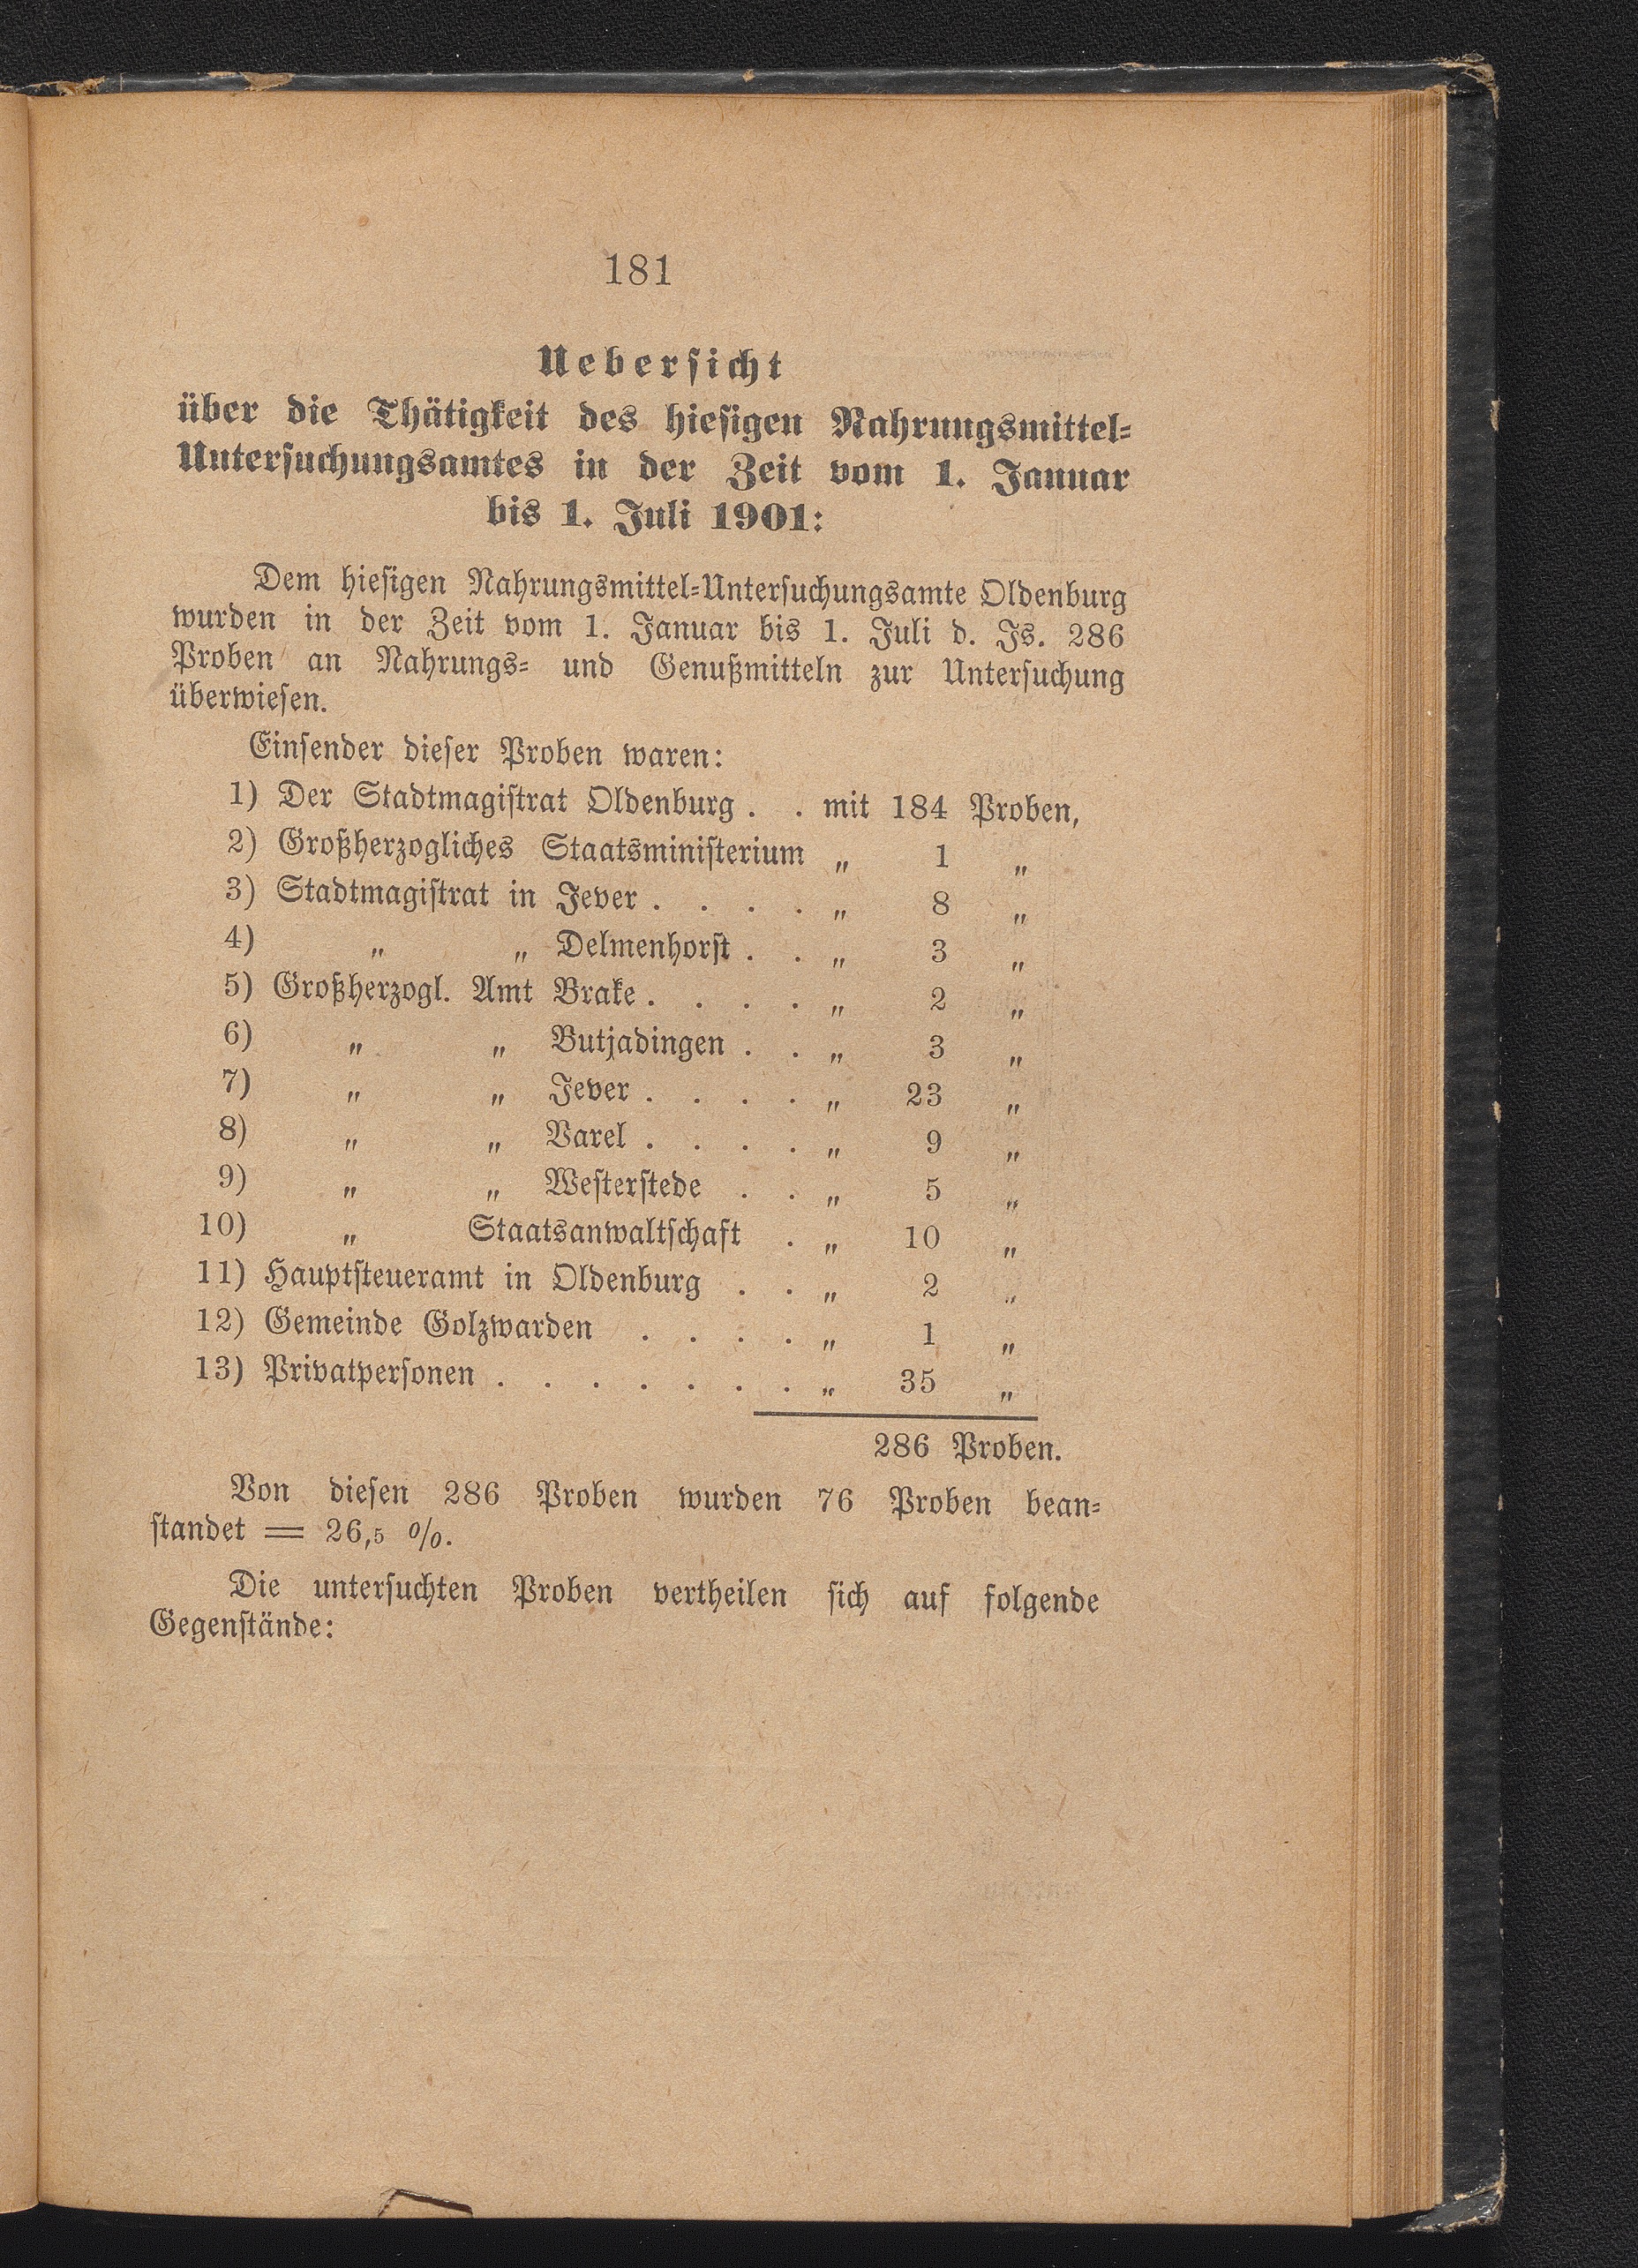 181
Uebersicht
über die Thätigkeit des hiesigen Nahrungsmittel-
Untersuchungsamtes in der Zeit vom 1. Januar
bis 1. Juli 1901:
Dem hiesigen Nahrungsmittel-Untersuchungsamte Oldenburg
wurden in der Zeit vom 1. Januar bis 1. Juli d. Js. 286
Proben an Nahrungs- und Genußmitteln zur Untersuchung
überwiesen.
Einsender dieser Proben waren:
1) Der Stadtmagistrat Oldenburg . . mit 184 Proben,
2) Großherzogliches Staatsministerium „ 1 „
3) Stadtmagistrat in Jever . . . . „ 8 „
4) „ „ Delmenhorst . . „ 3 „
5) Großherzogl. Amt Brake . . . . „ 2 „
6) „ „ Butjadingen . . „ 3 „
7) „ „ Jever . . . . „ 23 „
8) „ „ Varel . . . . „ 9 „
9) „ „ Westerstede . . „ 5 „
10) „ Staatsanwaltschaft . „ 10 „
11) Hauptsteueramt in Oldenburg . . „ 2 „
12) Gemeinde Golzwarden . . . . „ 1 „
13) Privatpersonen . . . . . . . „ 35 „
286 Proben.
Von diesen 286 Proben wurden 76 Proben bean-
standet = 26,5 %.
Die untersuchten Proben vertheilen sich auf folgende
Gegenstände: